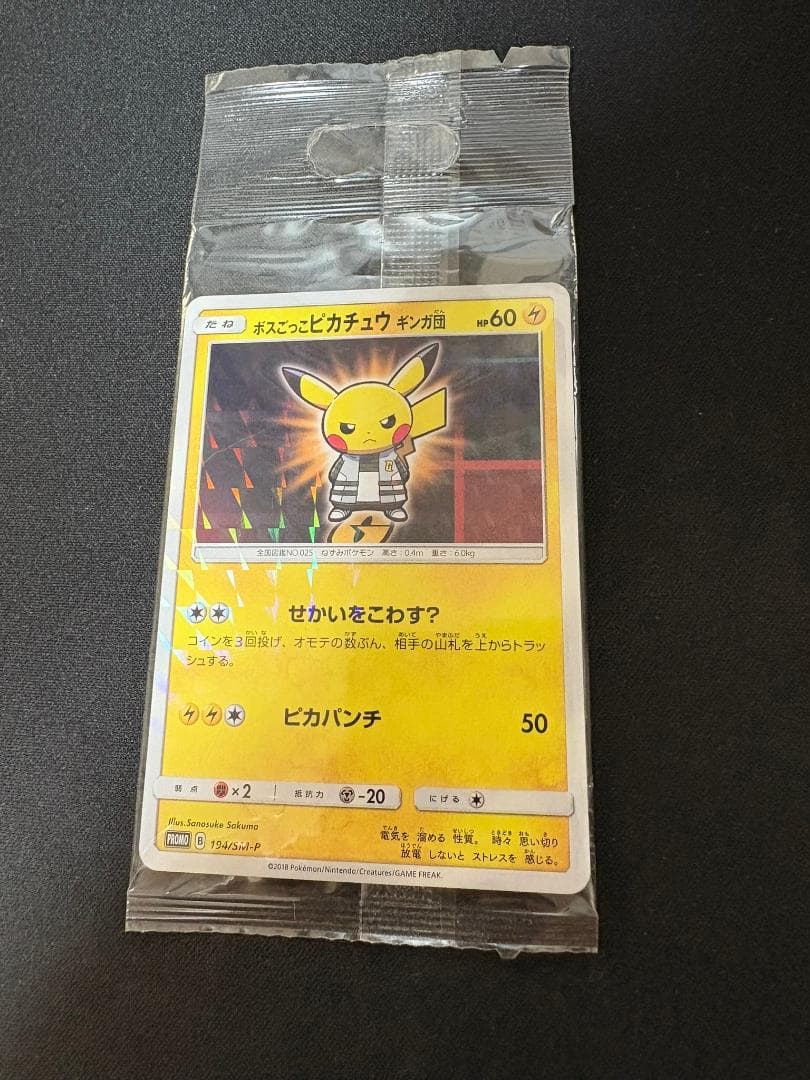 たね ボスごっこピカチュウ ギンガ団 HP60
全国図鑑NO.025 ねずみポケモン 高さ:0.4m 重さ:6.0kg
せかいをこわす?
コインを3回投げ、オモテの数ぶん、相手の山札を上からトラッ
シュする。
ピカパンチ 50
弱点 ×2 抵抗力 -20 にげる
Illus.Sanosuke Sakuma
PROMO B 194/SM-P
電気を 溜める 性質。時々 思い切り
放電 しないと ストレスを 感じる。
©2018 Pokémon/Nintendo/Creatures/GAME FREAK.